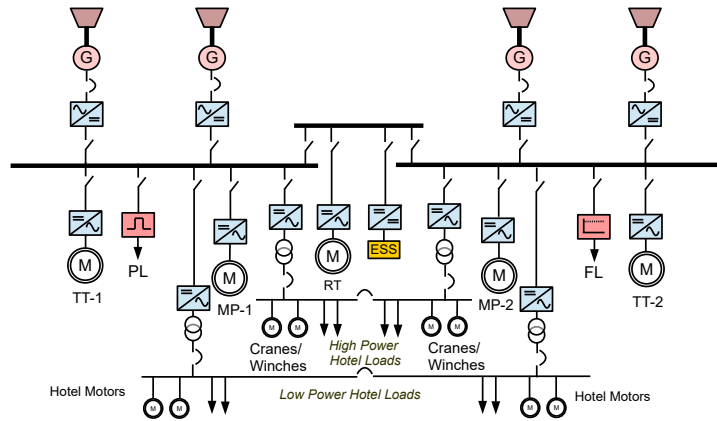 G
G
G
G
ESS
M
M
M
M
M
TT-1
PL
MP-1
RT
MP-2
FL
TT-2
M
M
M
M
Cranes/
Winches
High Power
Hotel Loads
Cranes/
Winches
Hotel Motors
Low Power Hotel Loads
Hotel Motors
M
M
M
M